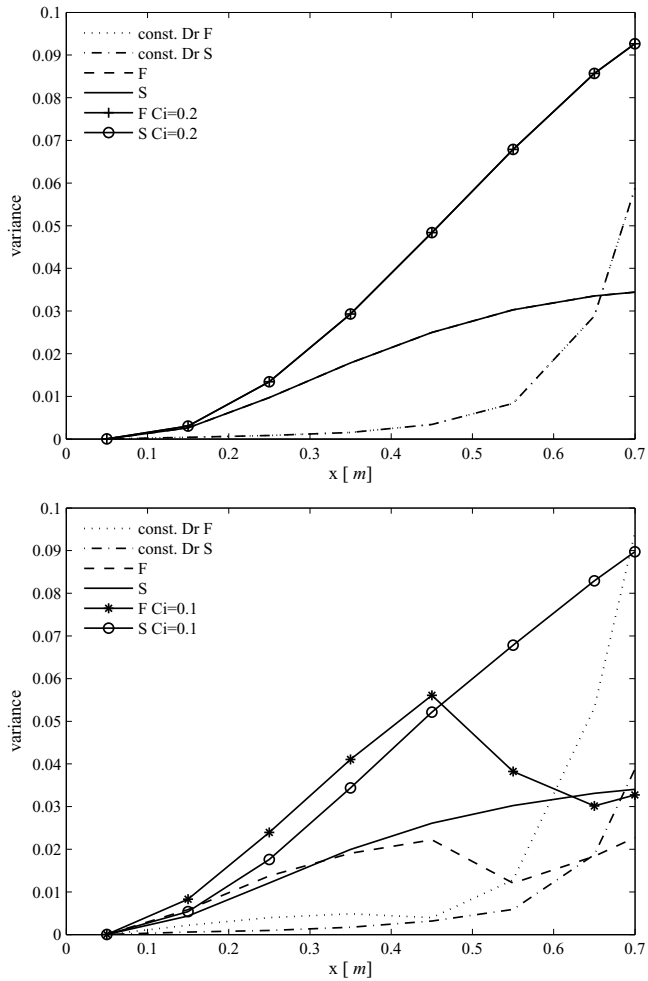 0.1
0.09
0.08
0.07
0.06
0.05
0.04
0.03
0.02
0.01
0
variance
const. Dr F
const. Dr S
F
S
F Ci=0.2
S Ci=0.2
0 0.1 0.2 0.3 0.4 0.5 0.6 0.7
x [ m]
0.1
0.09
0.08
0.07
0.06
0.05
0.04
0.03
0.02
0.01
0
variance
const. Dr F
const. Dr S
F
S
F Ci=0.1
S Ci=0.1
0 0.1 0.2 0.3 0.4 0.5 0.6 0.7
x [ m]